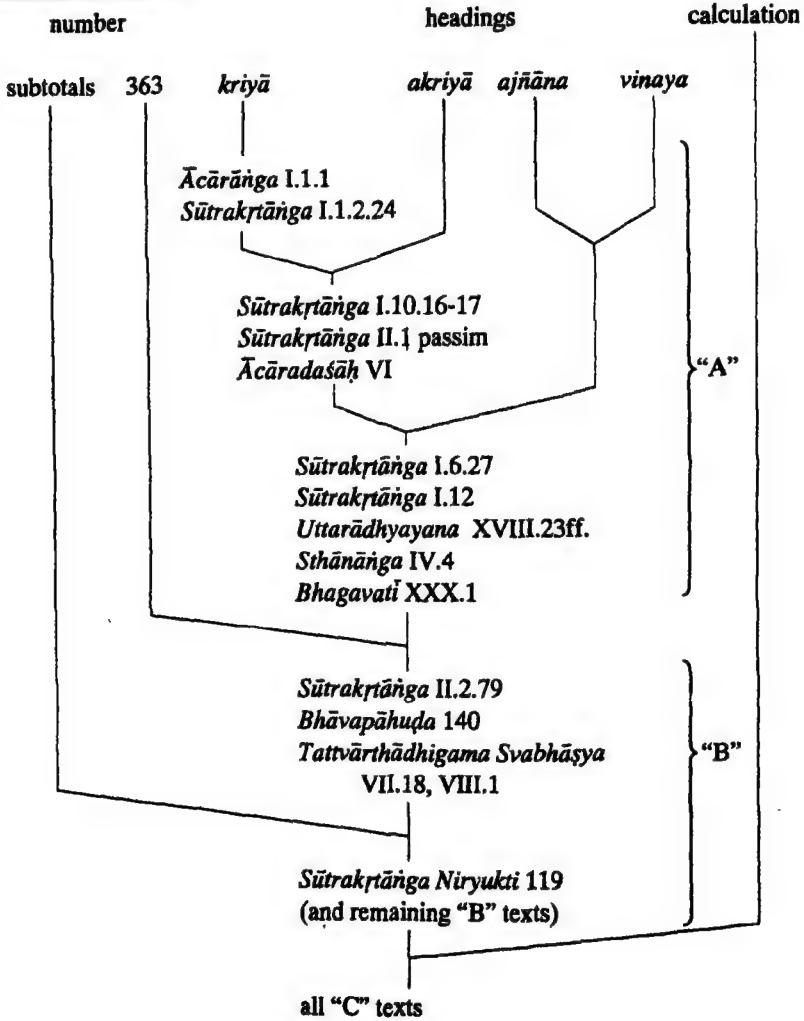 number headings calculation
subtotals 363 kriyā akriyā ajñāna vinaya
Ācārāṅga I.1.1
Sūtrakṛtāṅga I.1.2.24
Sūtrakṛtāṅga I.10.16-17
Sūtrakṛtāṅga II.1 passim
Ācāradaśāḥ VI
"A"
Sūtrakṛtāṅga I.6.27
Sūtrakṛtāṅga I.12
Uttarādhyayana XVIII.23ff.
Sthānāṅga IV.4
Bhagavatī XXX.1
Sūtrakṛtāṅga II.2.79
Bhāvapāhuḍa 140
Tattvārthādhigama Svabhāṣya
VII.18, VIII.1
"B"
Sūtrakṛtāṅga Niryukti 119
(and remaining "B" texts)
all "C" texts